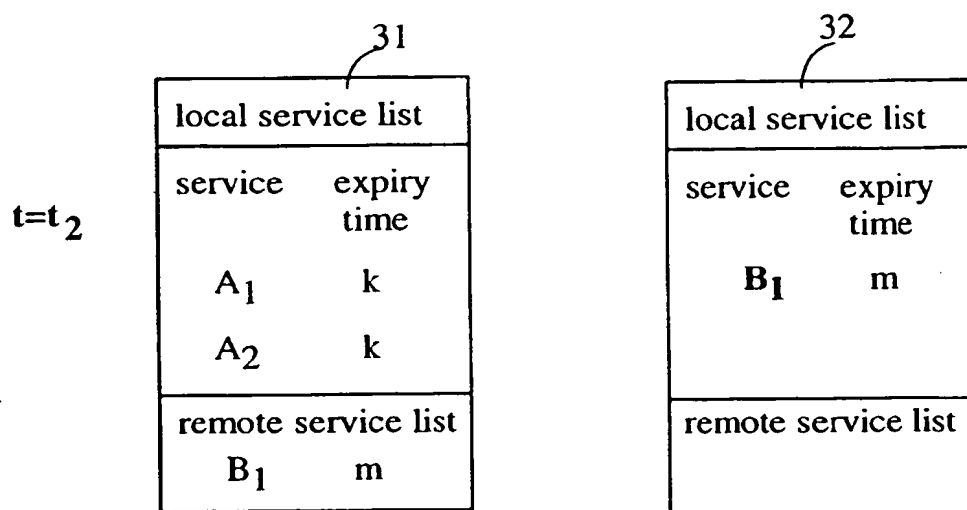 31
local service list
service expiry time
t=t2
A1 k
A2 k
remote service list
B1 m
32
local service list
service expiry time
B1 m
remote service list